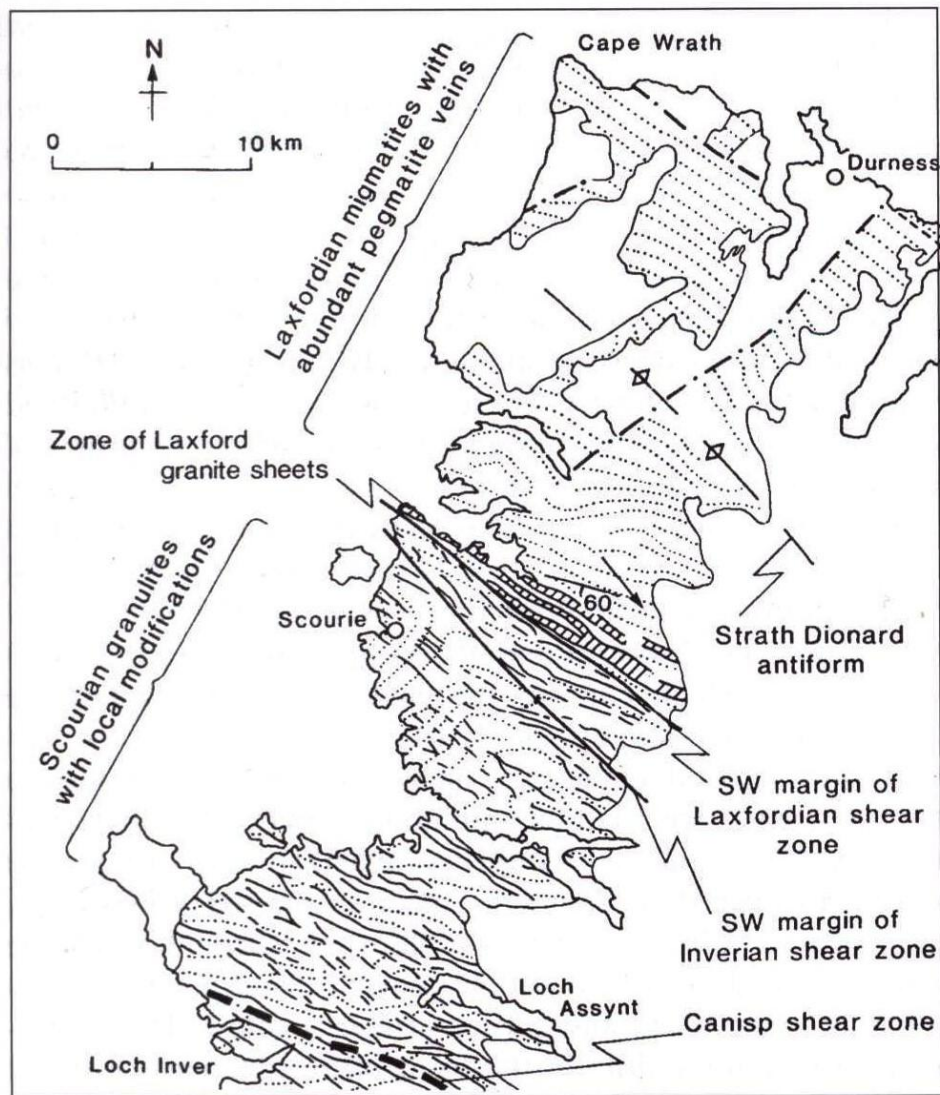 Cape Wrath
N
0 10 km
Durness
Laxfordian migmatites with
abundant pegmatite veins
Zone of Laxford
granite sheets
60
Scourie
Strath Dionard
antiform
Scourian granulites
with local modifications
SW margin of
Laxfordian shear
zone
SW margin of
Inverian shear zone
Loch
Assynt
Canisp shear zone
Loch Inver